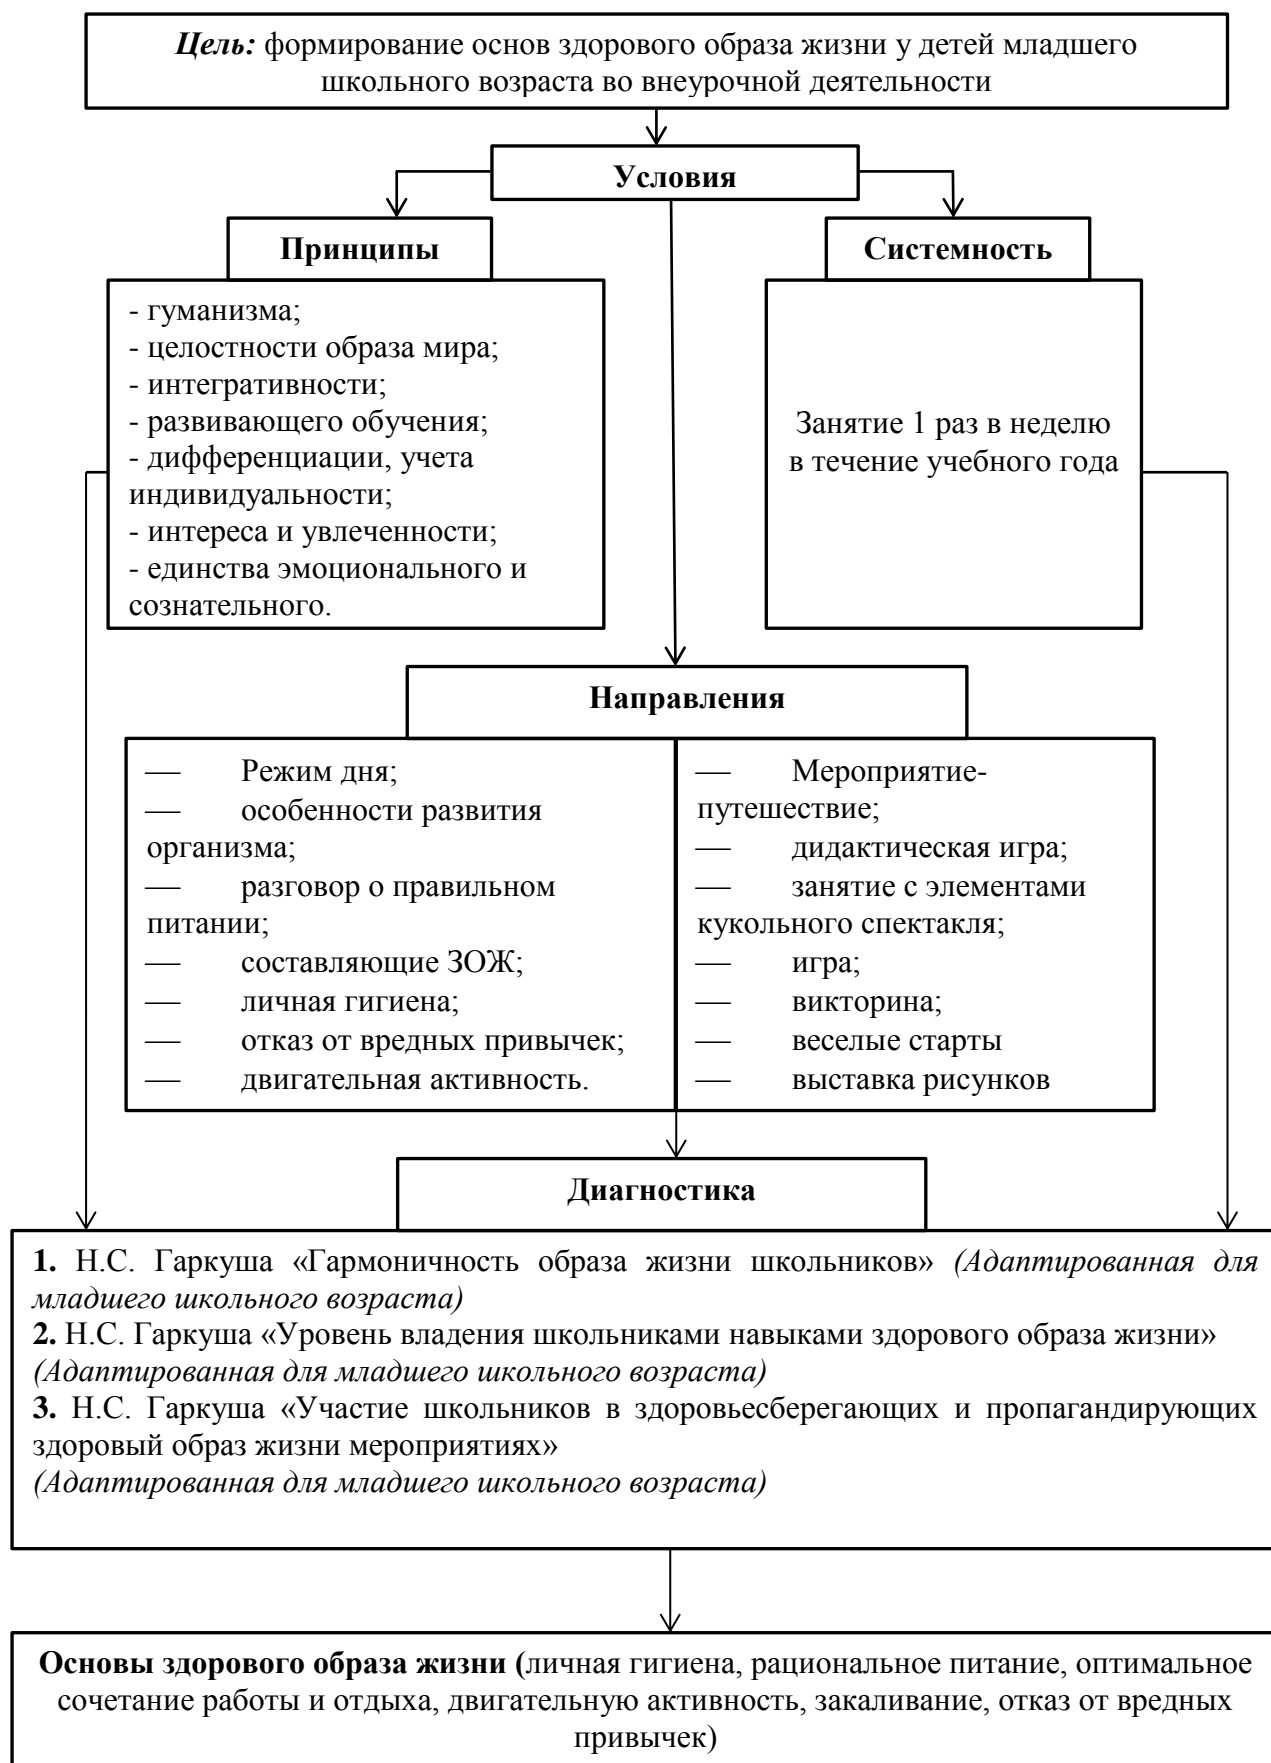 Цель: формирование основ здорового образа жизни у детей младшего
школьного возраста во внеурочной деятельности
Условия
Принципы
- гуманизма;
- целостности образа мира;
- интегративности;
- развивающего обучения;
- дифференциации, учета
индивидуальности;
- интереса и увлеченности;
- единства эмоционального и
сознательного.
Системность
Занятие 1 раз в неделю
в течение учебного года
Направления
— Режим дня;
— особенности развития
организма;
— разговор о правильном
питании;
— составляющие ЗОЖ;
— личная гигиена;
— отказ от вредных привычек;
— двигательная активность.
— Мероприятие-
путешествие;
— дидактическая игра;
— занятие с элементами
кукольного спектакля;
— игра;
— викторина;
— веселые старты
— выставка рисунков
Диагностика
1. Н.С. Гаркуша «Гармоничность образа жизни школьников» (Адаптированная для
младшего школьного возраста)
2. Н.С. Гаркуша «Уровень владения школьниками навыками здорового образа жизни»
(Адаптированная для младшего школьного возраста)
3. Н.С. Гаркуша «Участие школьников в здоровьесберегающих и пропагандирующих
здоровый образ жизни мероприятиях»
(Адаптированная для младшего школьного возраста)
Основы здорового образа жизни (личная гигиена, рациональное питание, оптимальное
сочетание работы и отдыха, двигательную активность, закаливание, отказ от вредных
привычек)